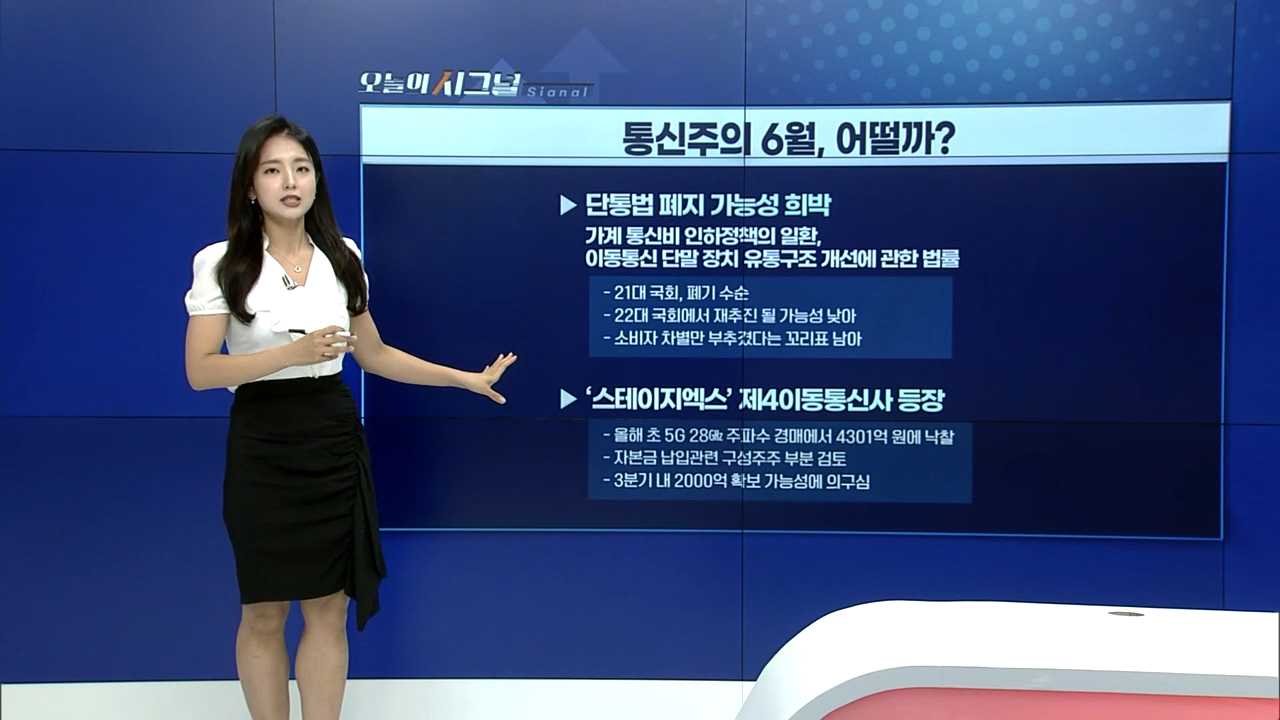 오늘의 시그널
Signal
통신주의 6월, 어떨까?
▶ 단통법 폐지 가능성 희박
가계 통신비 인하정책의 일환,
이동통신 단말 장치 유통구조 개선에 관한 법률
- 21대 국회, 폐기 수순
- 22대 국회에서 재추진 될 가능성 낮아
- 소비자 차별만 부추겼다는 꼬리표 남아
▶ ‘스테이지엑스’ 제4이동통신사 등장
- 올해 초 5G 28㎓ 주파수 경매에서 4301억 원에 낙찰
- 자본금 납입관련 구성주주 부분 검토
- 3분기 내 2000억 확보 가능성에 의구심